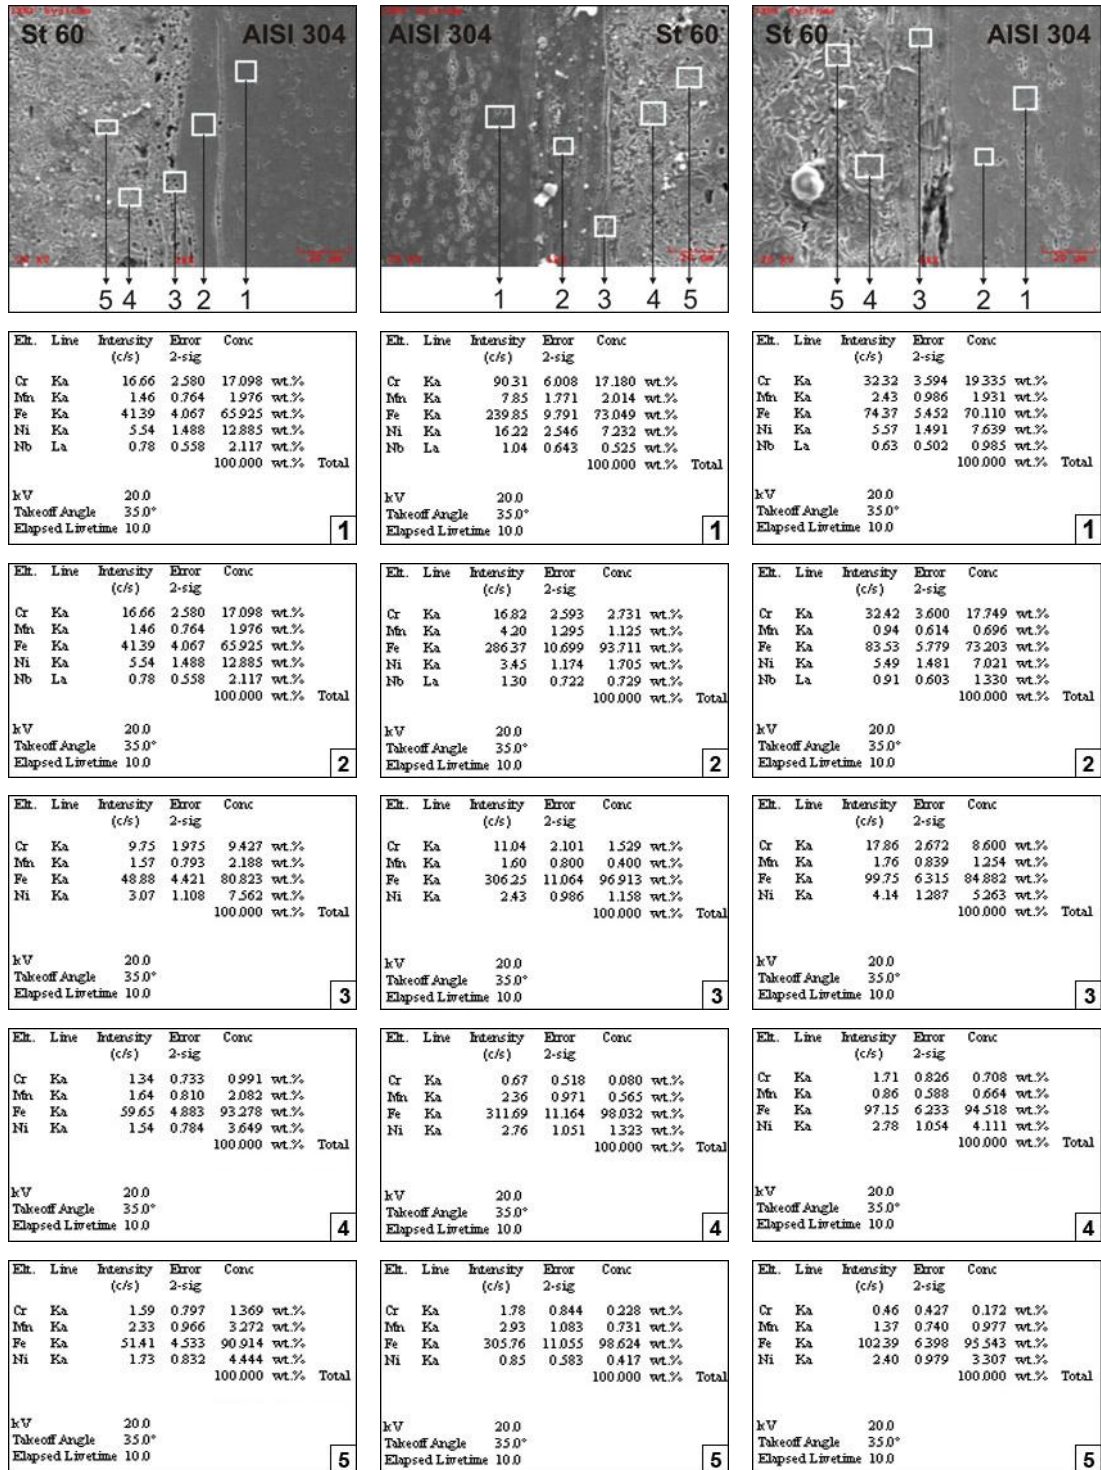 St 60 AISI 304
5 4 3 2 1
AISI 304 St 60
1 2 3 4 5
St 60 AISI 304
5 4 3 2 1
Elt. Line Intensity Error Conc
(c/s) 2-sig
Cr Ka 16.66 2.580 17.098 wt.%
Mn Ka 1.46 0.764 1.976 wt.%
Fe Ka 41.39 4.067 65.925 wt.%
Ni Ka 5.54 1.488 12.885 wt.%
Nb La 0.78 0.558 2.117 wt.%
100.000 wt.% Total
kV 20.0
Takeoff Angle 35.0°
Elapsed Livetime 10.0
1
Elt. Line Intensity Error Conc
(c/s) 2-sig
Cr Ka 90.31 6.008 17.180 wt.%
Mn Ka 7.85 1.771 2.014 wt.%
Fe Ka 239.85 9.791 73.049 wt.%
Ni Ka 16.22 2.546 7.232 wt.%
Nb La 1.04 0.643 0.525 wt.%
100.000 wt.% Total
kV 20.0
Takeoff Angle 35.0°
Elapsed Livetime 10.0
1
Elt. Line Intensity Error Conc
(c/s) 2-sig
Cr Ka 32.32 3.594 19.335 wt.%
Mn Ka 2.43 0.986 1.931 wt.%
Fe Ka 74.37 5.452 70.110 wt.%
Ni Ka 5.57 1.491 7.639 wt.%
Nb La 0.63 0.502 0.985 wt.%
100.000 wt.% Total
kV 20.0
Takeoff Angle 35.0°
Elapsed Livetime 10.0
1
Elt. Line Intensity Error Conc
(c/s) 2-sig
Cr Ka 16.66 2.580 17.098 wt.%
Mn Ka 1.46 0.764 1.976 wt.%
Fe Ka 41.39 4.067 65.925 wt.%
Ni Ka 5.54 1.488 12.885 wt.%
Nb La 0.78 0.558 2.117 wt.%
100.000 wt.% Total
kV 20.0
Takeoff Angle 35.0°
Elapsed Livetime 10.0
2
Elt. Line Intensity Error Conc
(c/s) 2-sig
Cr Ka 16.82 2.593 2.731 wt.%
Mn Ka 4.20 1.295 1.125 wt.%
Fe Ka 286.37 10.699 93.711 wt.%
Ni Ka 3.45 1.174 1.705 wt.%
Nb La 1.30 0.722 0.729 wt.%
100.000 wt.% Total
kV 20.0
Takeoff Angle 35.0°
Elapsed Livetime 10.0
2
Elt. Line Intensity Error Conc
(c/s) 2-sig
Cr Ka 32.42 3.600 17.749 wt.%
Mn Ka 0.94 0.614 0.696 wt.%
Fe Ka 83.53 5.779 73.203 wt.%
Ni Ka 5.49 1.481 7.021 wt.%
Nb La 0.91 0.603 1.330 wt.%
100.000 wt.% Total
kV 20.0
Takeoff Angle 35.0°
Elapsed Livetime 10.0
2
Elt. Line Intensity Error Conc
(c/s) 2-sig
Cr Ka 9.75 1.975 9.427 wt.%
Mn Ka 1.57 0.793 2.188 wt.%
Fe Ka 48.88 4.421 80.823 wt.%
Ni Ka 3.07 1.108 7.562 wt.%
100.000 wt.% Total
kV 20.0
Takeoff Angle 35.0°
Elapsed Livetime 10.0
3
Elt. Line Intensity Error Conc
(c/s) 2-sig
Cr Ka 11.04 2.101 1.529 wt.%
Mn Ka 1.60 0.800 0.400 wt.%
Fe Ka 306.25 11.064 96.913 wt.%
Ni Ka 2.43 0.986 1.158 wt.%
100.000 wt.% Total
kV 20.0
Takeoff Angle 35.0°
Elapsed Livetime 10.0
3
Elt. Line Intensity Error Conc
(c/s) 2-sig
Cr Ka 17.86 2.672 8.600 wt.%
Mn Ka 1.76 0.839 1.254 wt.%
Fe Ka 99.75 6.315 84.882 wt.%
Ni Ka 4.14 1.287 5.263 wt.%
100.000 wt.% Total
kV 20.0
Takeoff Angle 35.0°
Elapsed Livetime 10.0
3
Elt. Line Intensity Error Conc
(c/s) 2-sig
Cr Ka 1.34 0.733 0.991 wt.%
Mn Ka 1.64 0.810 2.082 wt.%
Fe Ka 59.65 4.883 93.278 wt.%
Ni Ka 1.54 0.784 3.649 wt.%
100.000 wt.% Total
kV 20.0
Takeoff Angle 35.0°
Elapsed Livetime 10.0
4
Elt. Line Intensity Error Conc
(c/s) 2-sig
Cr Ka 0.67 0.518 0.080 wt.%
Mn Ka 2.36 0.971 0.565 wt.%
Fe Ka 311.69 11.164 98.032 wt.%
Ni Ka 2.76 1.051 1.323 wt.%
100.000 wt.% Total
kV 20.0
Takeoff Angle 35.0°
Elapsed Livetime 10.0
4
Elt. Line Intensity Error Conc
(c/s) 2-sig
Cr Ka 1.71 0.826 0.708 wt.%
Mn Ka 0.86 0.588 0.664 wt.%
Fe Ka 97.15 6.233 94.518 wt.%
Ni Ka 2.78 1.054 4.111 wt.%
100.000 wt.% Total
kV 20.0
Takeoff Angle 35.0°
Elapsed Livetime 10.0
4
Elt. Line Intensity Error Conc
(c/s) 2-sig
Cr Ka 1.59 0.797 1.369 wt.%
Mn Ka 2.33 0.966 3.272 wt.%
Fe Ka 51.41 4.533 90.914 wt.%
Ni Ka 1.73 0.832 4.444 wt.%
100.000 wt.% Total
kV 20.0
Takeoff Angle 35.0°
Elapsed Livetime 10.0
5
Elt. Line Intensity Error Conc
(c/s) 2-sig
Cr Ka 1.78 0.844 0.228 wt.%
Mn Ka 2.93 1.083 0.731 wt.%
Fe Ka 305.76 11.055 98.624 wt.%
Ni Ka 0.85 0.583 0.417 wt.%
100.000 wt.% Total
kV 20.0
Takeoff Angle 35.0°
Elapsed Livetime 10.0
5
Elt. Line Intensity Error Conc
(c/s) 2-sig
Cr Ka 0.46 0.427 0.172 wt.%
Mn Ka 1.37 0.740 0.977 wt.%
Fe Ka 102.39 6.398 95.543 wt.%
Ni Ka 2.40 0.979 3.307 wt.%
100.000 wt.% Total
kV 20.0
Takeoff Angle 35.0°
Elapsed Livetime 10.0
5